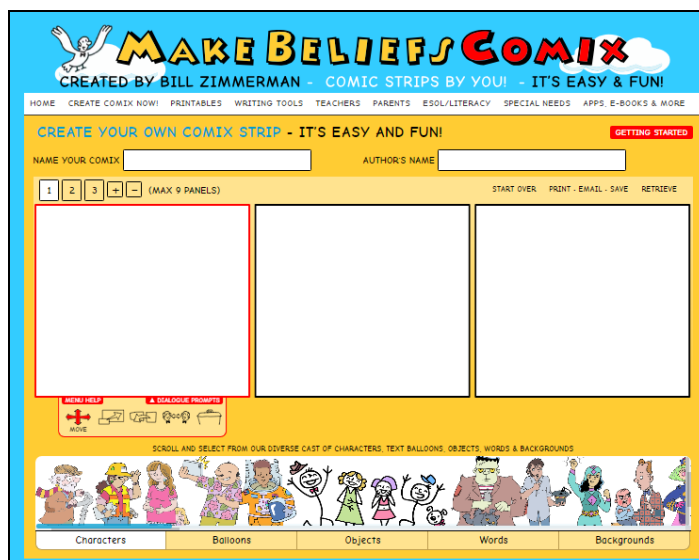 MAKE BELIEFS COMIX
CREATED BY BILL ZIMMERMAN - COMIC STRIPS BY YOU! - IT'S EASY & FUN!
HOME CREATE COMIX NOW! PRINTABLES WRITING TOOLS TEACHERS PARENTS ESOL/LITERACY SPECIAL NEEDS APPS, E-BOOKS & MORE
CREATE YOUR OWN COMIX STRIP - IT'S EASY AND FUN! GETTING STARTED
NAME YOUR COMIX AUTHOR'S NAME
1 2 3 + - (MAX 9 PANELS) START OVER PRINT - EMAIL - SAVE RETRIEVE
MENU HELP ▲ DIALOGUE PROMPTS
MOVE
SCROLL AND SELECT FROM OUR DIVERSE CAST OF CHARACTERS, TEXT BALLOONS, OBJECTS, WORDS & BACKGROUNDS
Characters Balloons Objects Words Backgrounds